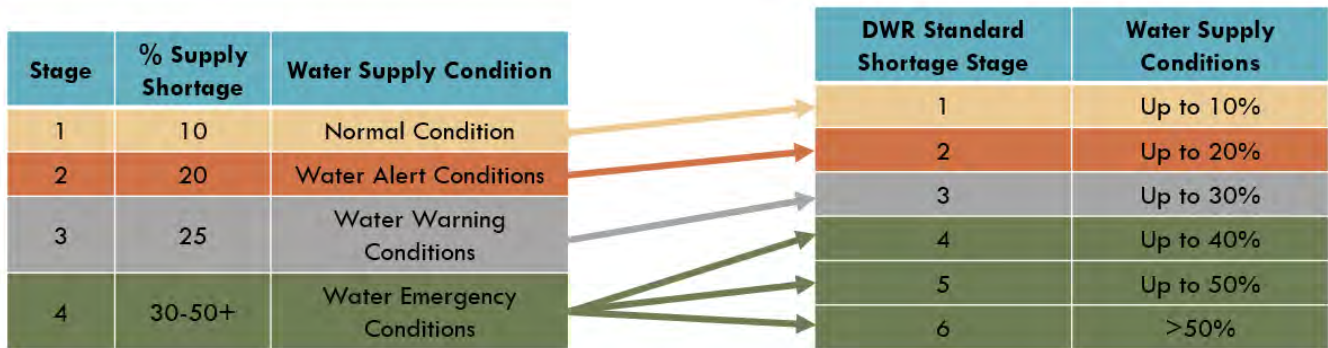 Stage % Supply Shortage Water Supply Condition
1 10 Normal Condition
2 20 Water Alert Conditions
3 25 Water Warning Conditions
4 30-50+ Water Emergency Conditions
DWR Standard Shortage Stage Water Supply Conditions
1 Up to 10%
2 Up to 20%
3 Up to 30%
4 Up to 40%
5 Up to 50%
6 >50%